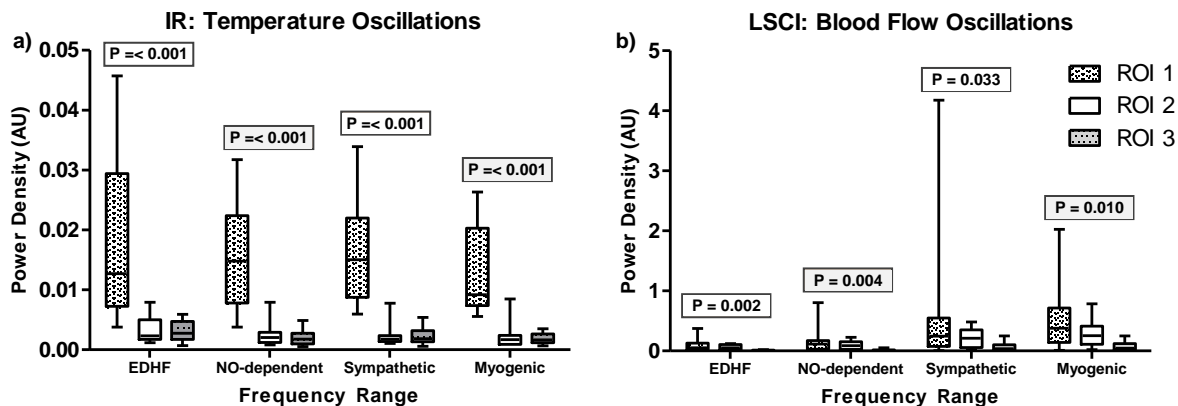 IR: Temperature Oscillations
a)
0.05
0.04
0.03
0.02
0.01
0.00
Power Density (AU)
P =< 0.001
P =< 0.001
P =< 0.001
P =< 0.001
EDHF NO-dependent Sympathetic Myogenic
Frequency Range
LSCI: Blood Flow Oscillations
b)
5
4
3
2
1
0
Power Density (AU)
P = 0.002
P = 0.004
P = 0.033
P = 0.010
ROI 1
ROI 2
ROI 3
EDHF NO-dependent Sympathetic Myogenic
Frequency Range